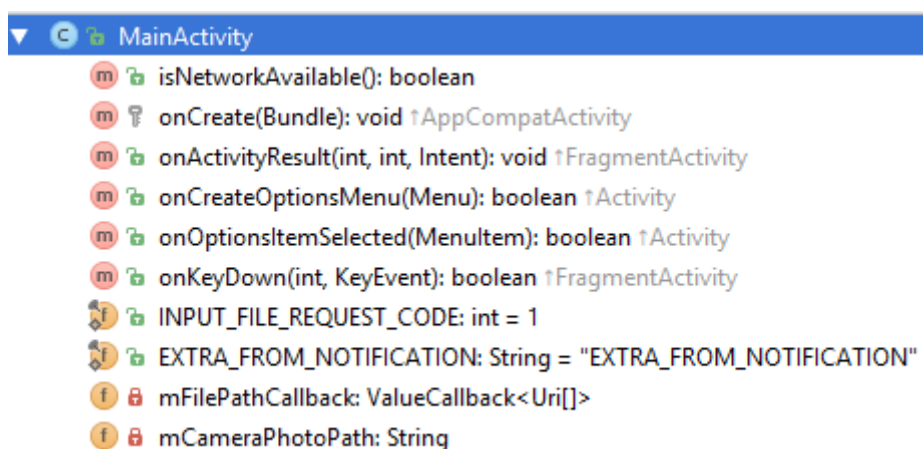 MainActivity
isNetworkAvailable(): boolean
onCreate(Bundle): void ↑AppCompatActivity
onActivityResult(int, int, Intent): void ↑FragmentActivity
onCreateOptionsMenu(Menu): boolean ↑Activity
onOptionsItemSelected(MenuItem): boolean ↑Activity
onKeyDown(int, KeyEvent): boolean ↑FragmentActivity
INPUT_FILE_REQUEST_CODE: int = 1
EXTRA_FROM_NOTIFICATION: String = "EXTRA_FROM_NOTIFICATION"
mFilePathCallback: ValueCallback<Uri[]>
mCameraPhotoPath: String